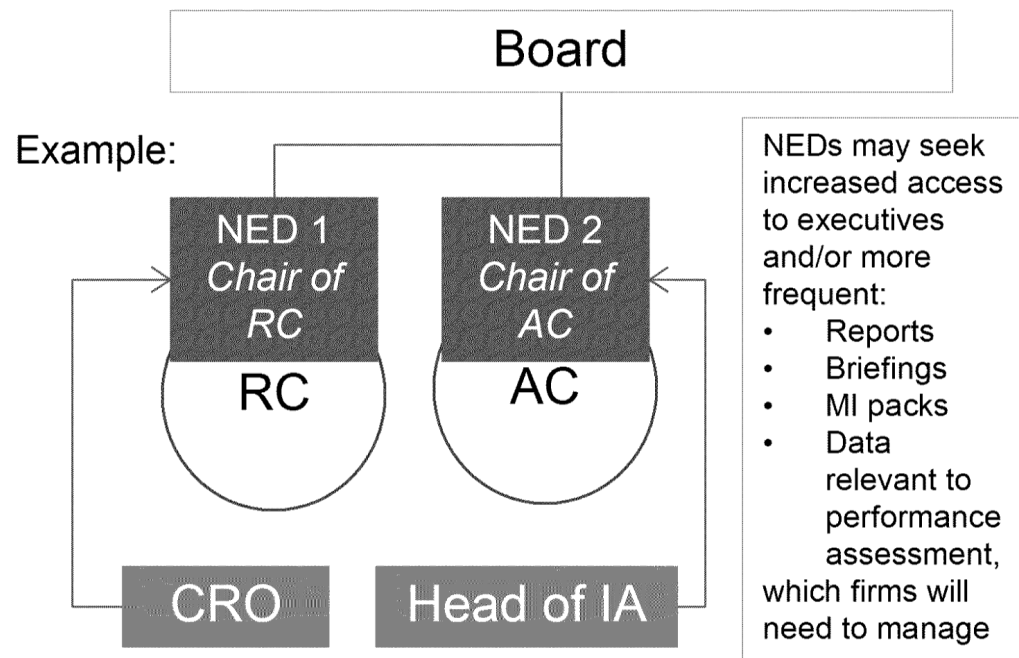 Board
Example:
NED 1
Chair of
RC
RC
NED 2
Chair of
AC
AC
CRO
Head of IA
NEDs may seek
increased access
to executives
and/or more
frequent:
• Reports
• Briefings
• MI packs
• Data
relevant to
performance
assessment,
which firms will
need to manage